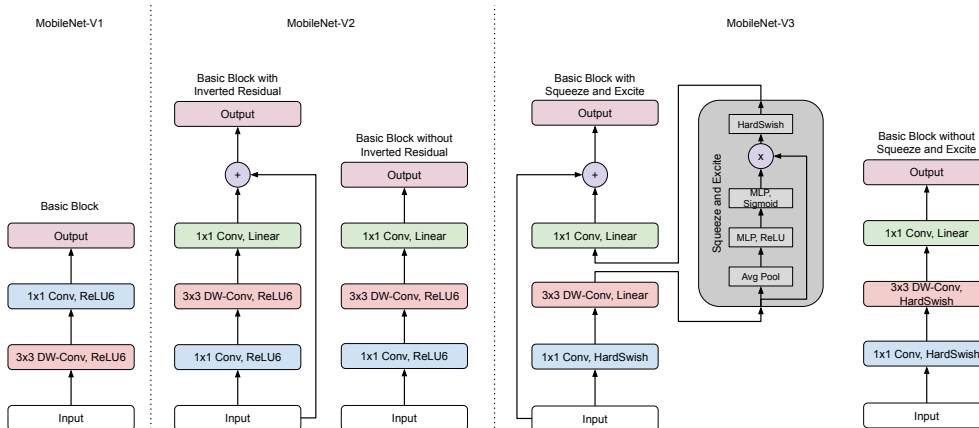 MobileNet-V1
Basic Block
Output
1x1 Conv, ReLU6
3x3 DW-Conv, ReLU6
Input
MobileNet-V2
Basic Block with
Inverted Residual
Output
+
1x1 Conv, Linear
3x3 DW-Conv, ReLU6
1x1 Conv, ReLU6
Input
Basic Block without
Inverted Residual
Output
1x1 Conv, Linear
3x3 DW-Conv, ReLU6
1x1 Conv, ReLU6
Input
MobileNet-V3
Basic Block with
Squeeze and Excite
Output
+
1x1 Conv, Linear
3x3 DW-Conv, Linear
1x1 Conv, HardSwish
Input
Squeeze and Excite
HardSwish
x
MLP,
Sigmoid
MLP, ReLU
Avg Pool
Basic Block without
Squeeze and Excite
Output
1x1 Conv, Linear
3x3 DW-Conv,
HardSwish
1x1 Conv, HardSwish
Input